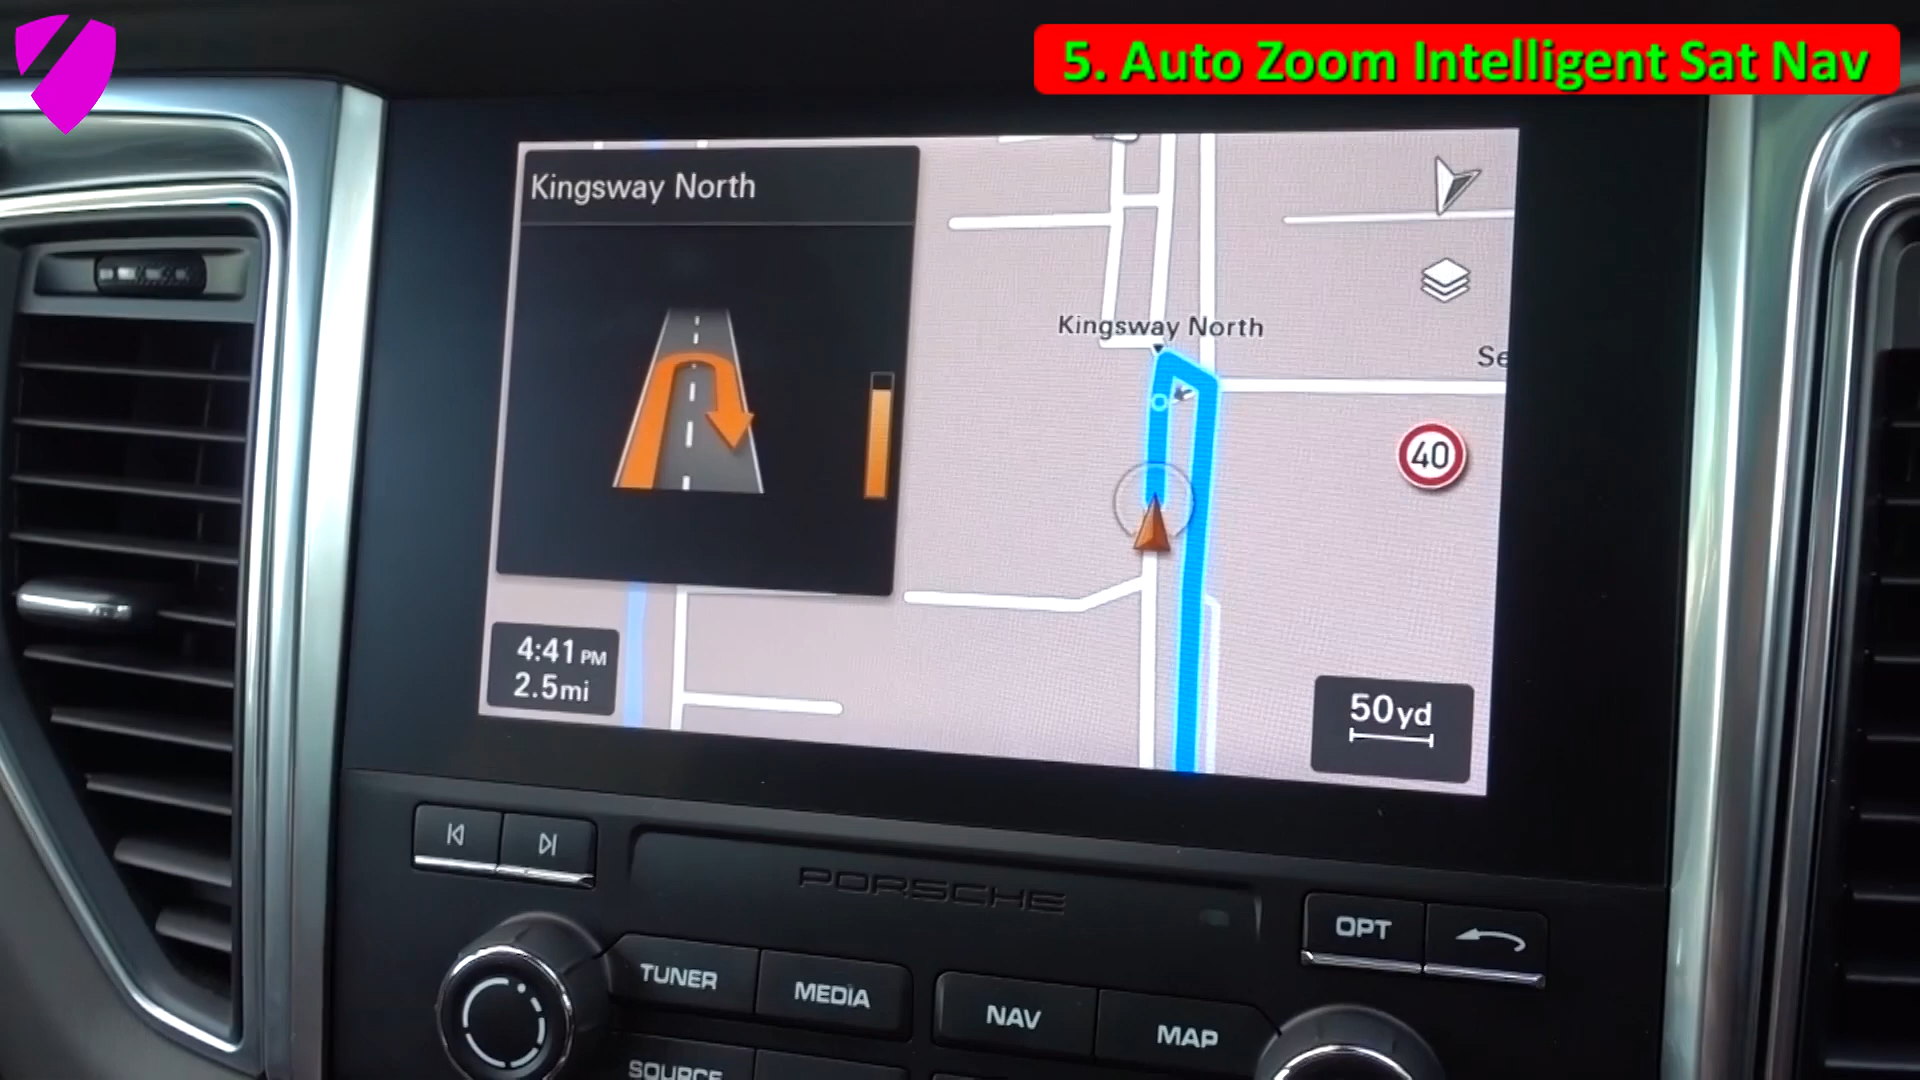 5. Auto Zoom Intelligent Sat Nav
Kingsway North
Kingsway North
Se
40
4:41 PM
2.5mi
50yd
PORSCHE
OPT
TUNER
MEDIA
NAV
MAP
SOURCE